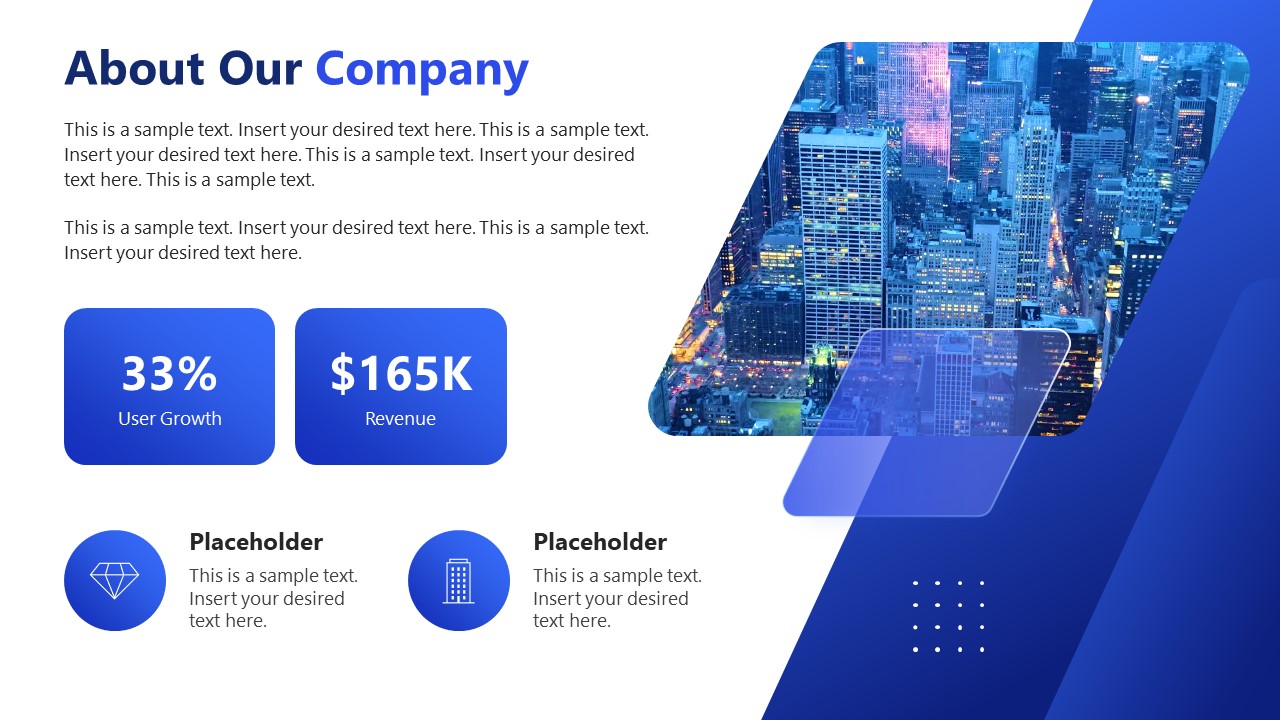 About Our Company
This is a sample text. Insert your desired text here. This is a sample text.
Insert your desired text here. This is a sample text. Insert your desired
text here. This is a sample text.
This is a sample text. Insert your desired text here. This is a sample text.
Insert your desired text here.
33%
User Growth
$165K
Revenue
Placeholder
This is a sample text.
Insert your desired
text here.
Placeholder
This is a sample text.
Insert your desired
text here.